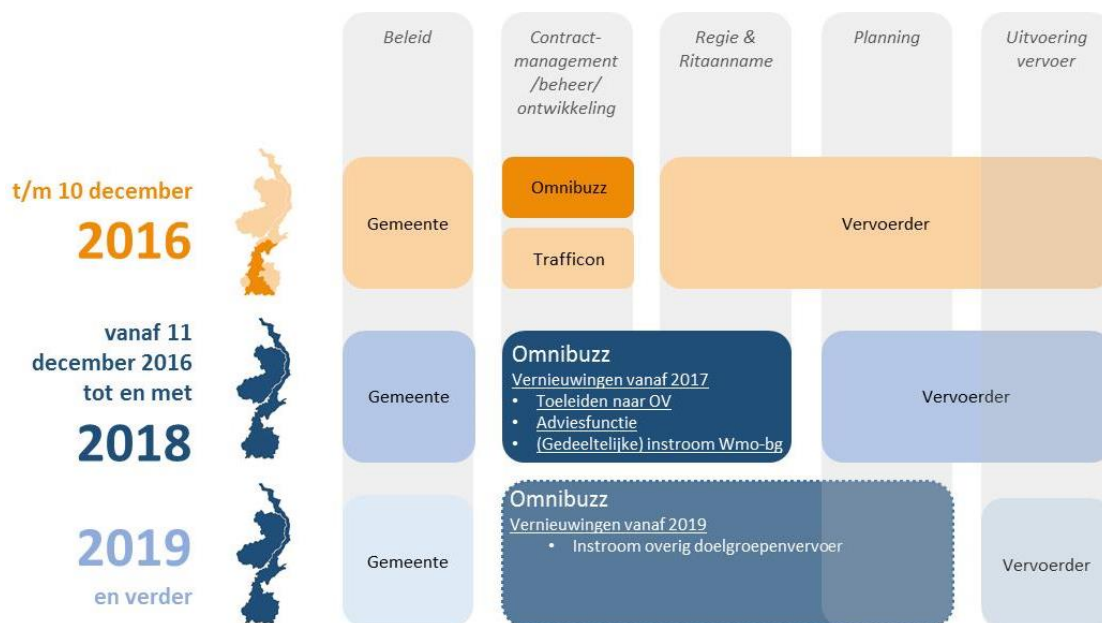 Beleid
Contract-
management
/beheer/
ontwikkeling
Regie &
Ritaanname
Planning
Uitvoering
vervoer
t/m 10 december
2016
Gemeente
Omnibuzz
Trafficon
Vervoerder
vanaf 11
december 2016
tot en met
2018
Gemeente
Omnibuzz
Vernieuwingen vanaf 2017
• Toeleiden naar OV
• Adviesfunctie
• (Gedeeltelijke) instroom Wmo-bg
Vervoerder
2019
en verder
Gemeente
Omnibuzz
Vernieuwingen vanaf 2019
• Instroom overig doelgroepenvervoer
Vervoerder